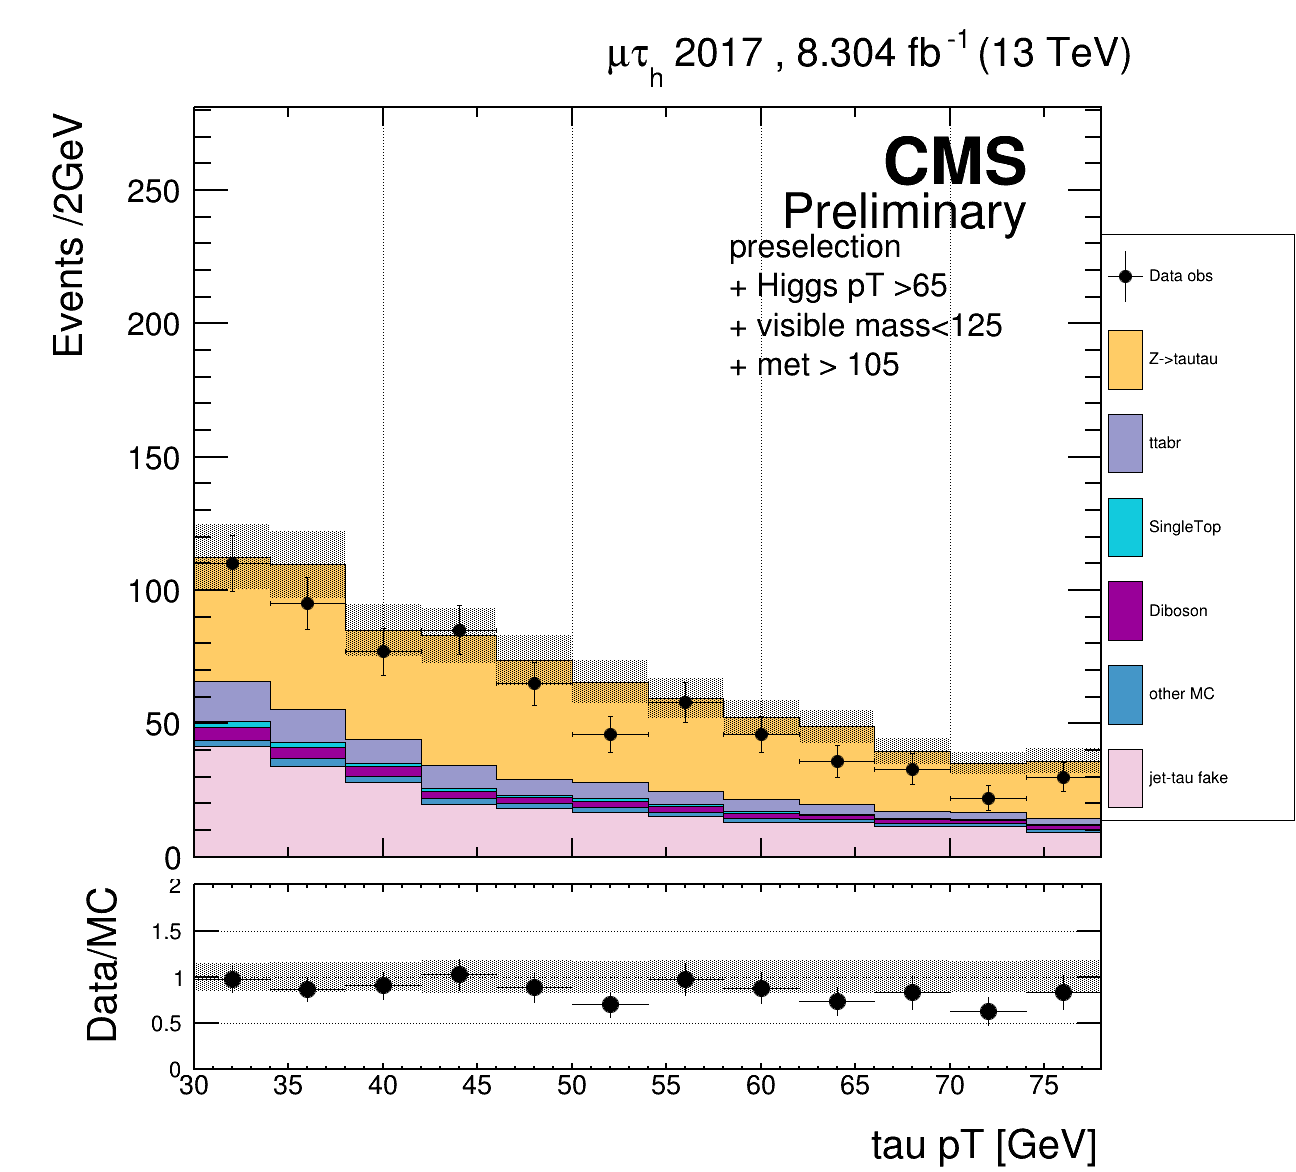 μτh 2017 , 8.304 fb-1 (13 TeV)
Events /2GeV
250
200
150
100
50
0
CMS
Preliminary
preselection
+ Higgs pT >65
+ visible mass<125
+ met > 105
Data obs
Z->tautau
ttabr
SingleTop
Diboson
other MC
jet-tau fake
Data/MC
2
1.5
1
0.5
0
30 35 40 45 50 55 60 65 70 75
tau pT [GeV]